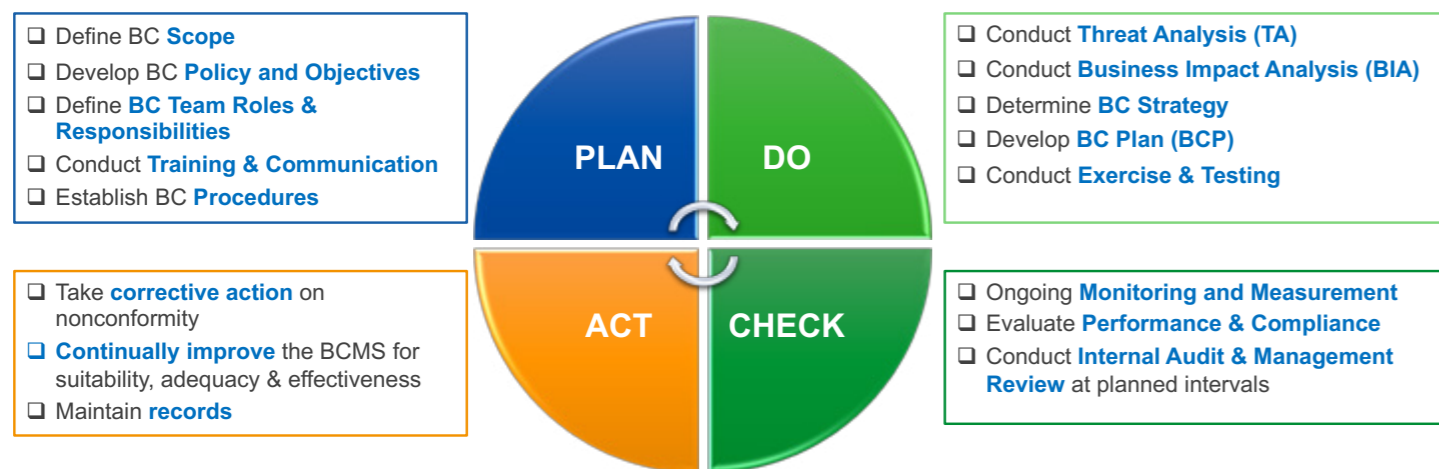 ❑ Define BC Scope
❑ Develop BC Policy and Objectives
❑ Define BC Team Roles &
Responsibilities
❑ Conduct Training & Communication
❑ Establish BC Procedures
PLAN
DO
❑ Conduct Threat Analysis (TA)
❑ Conduct Business Impact Analysis (BIA)
❑ Determine BC Strategy
❑ Develop BC Plan (BCP)
❑ Conduct Exercise & Testing
❑ Take corrective action on
nonconformity
❑ Continually improve the BCMS for
suitability, adequacy & effectiveness
❑ Maintain records
ACT
CHECK
❑ Ongoing Monitoring and Measurement
❑ Evaluate Performance & Compliance
❑ Conduct Internal Audit & Management
Review at planned intervals